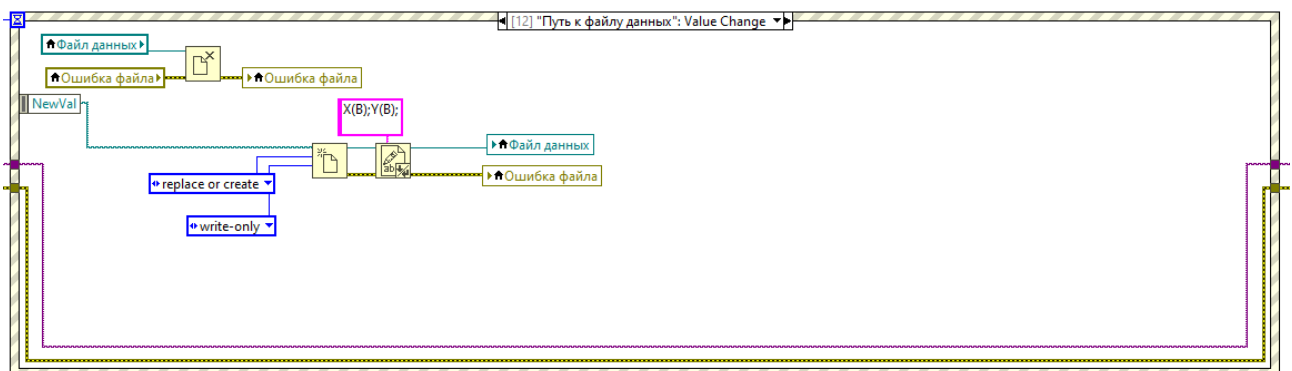 [12] "Путь к файлу данных": Value Change
Файл данных
Ошибка файла
Ошибка файла
NewVal
X(B);Y(B);
Файл данных
Ошибка файла
replace or create
write-only